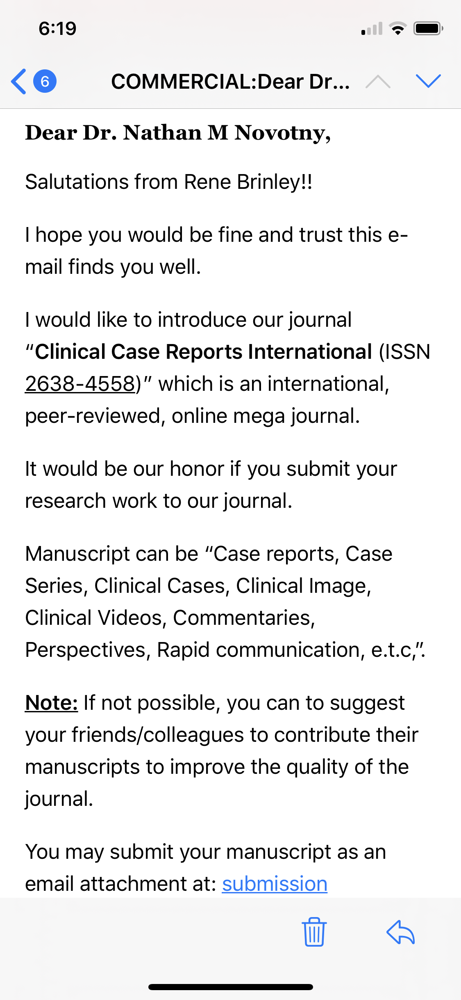 6:19
6
COMMERCIAL:Dear Dr...
Dear Dr. Nathan M Novotny,
Salutations from Rene Brinley!!
I hope you would be fine and trust this e-
mail finds you well.
I would like to introduce our journal
“Clinical Case Reports International (ISSN
2638-4558)” which is an international,
peer-reviewed, online mega journal.
It would be our honor if you submit your
research work to our journal.
Manuscript can be “Case reports, Case
Series, Clinical Cases, Clinical Image,
Clinical Videos, Commentaries,
Perspectives, Rapid communication, e.t.c,”.
Note: If not possible, you can to suggest
your friends/colleagues to contribute their
manuscripts to improve the quality of the
journal.
You may submit your manuscript as an
email attachment at: submission